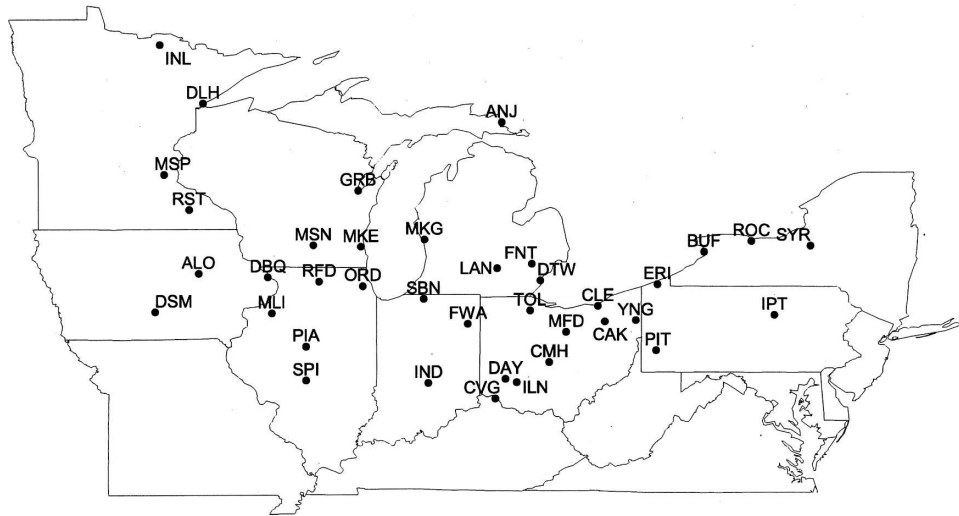 INL
DLH
ANJ
MSP
GRB
RST
MSN
MKE
MKG
BUF
ROC
SYR
ALO
DBQ
RFD
ORD
LAN
FNT
DTW
ERI
DSM
MLI
SBN
TOL
CLE
YNG
IPT
FWA
MFD
CAK
PIA
PIT
CMH
SPI
IND
DAY
ILN
CVG